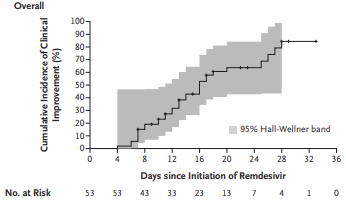 Overall
Cumulative Incidence of Clinical
Improvement (%)
100
90
80
70
60
50
40
30
20
10
0
95% Hall-Wellner band
0 4 8 12 16 20 24 28 32 36
Days since Initiation of Remdesivir
No. at Risk 53 53 43 33 23 13 7 4 1 0